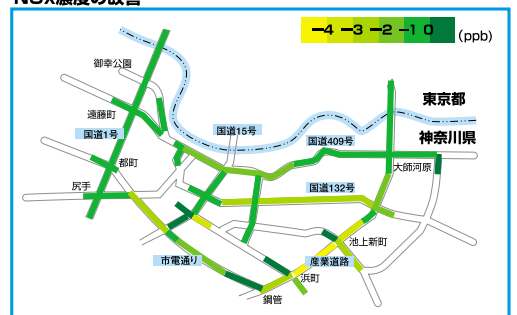 NOx濃度の改善
−4 −3 −2 −1 0 (ppb)
御幸公園
東京都
遠藤町
国道1号
国道15号
国道409号
神奈川県
都町
大師河原
尻手
国道132号
池上新町
市電通り
産業道路
浜町
鋼管